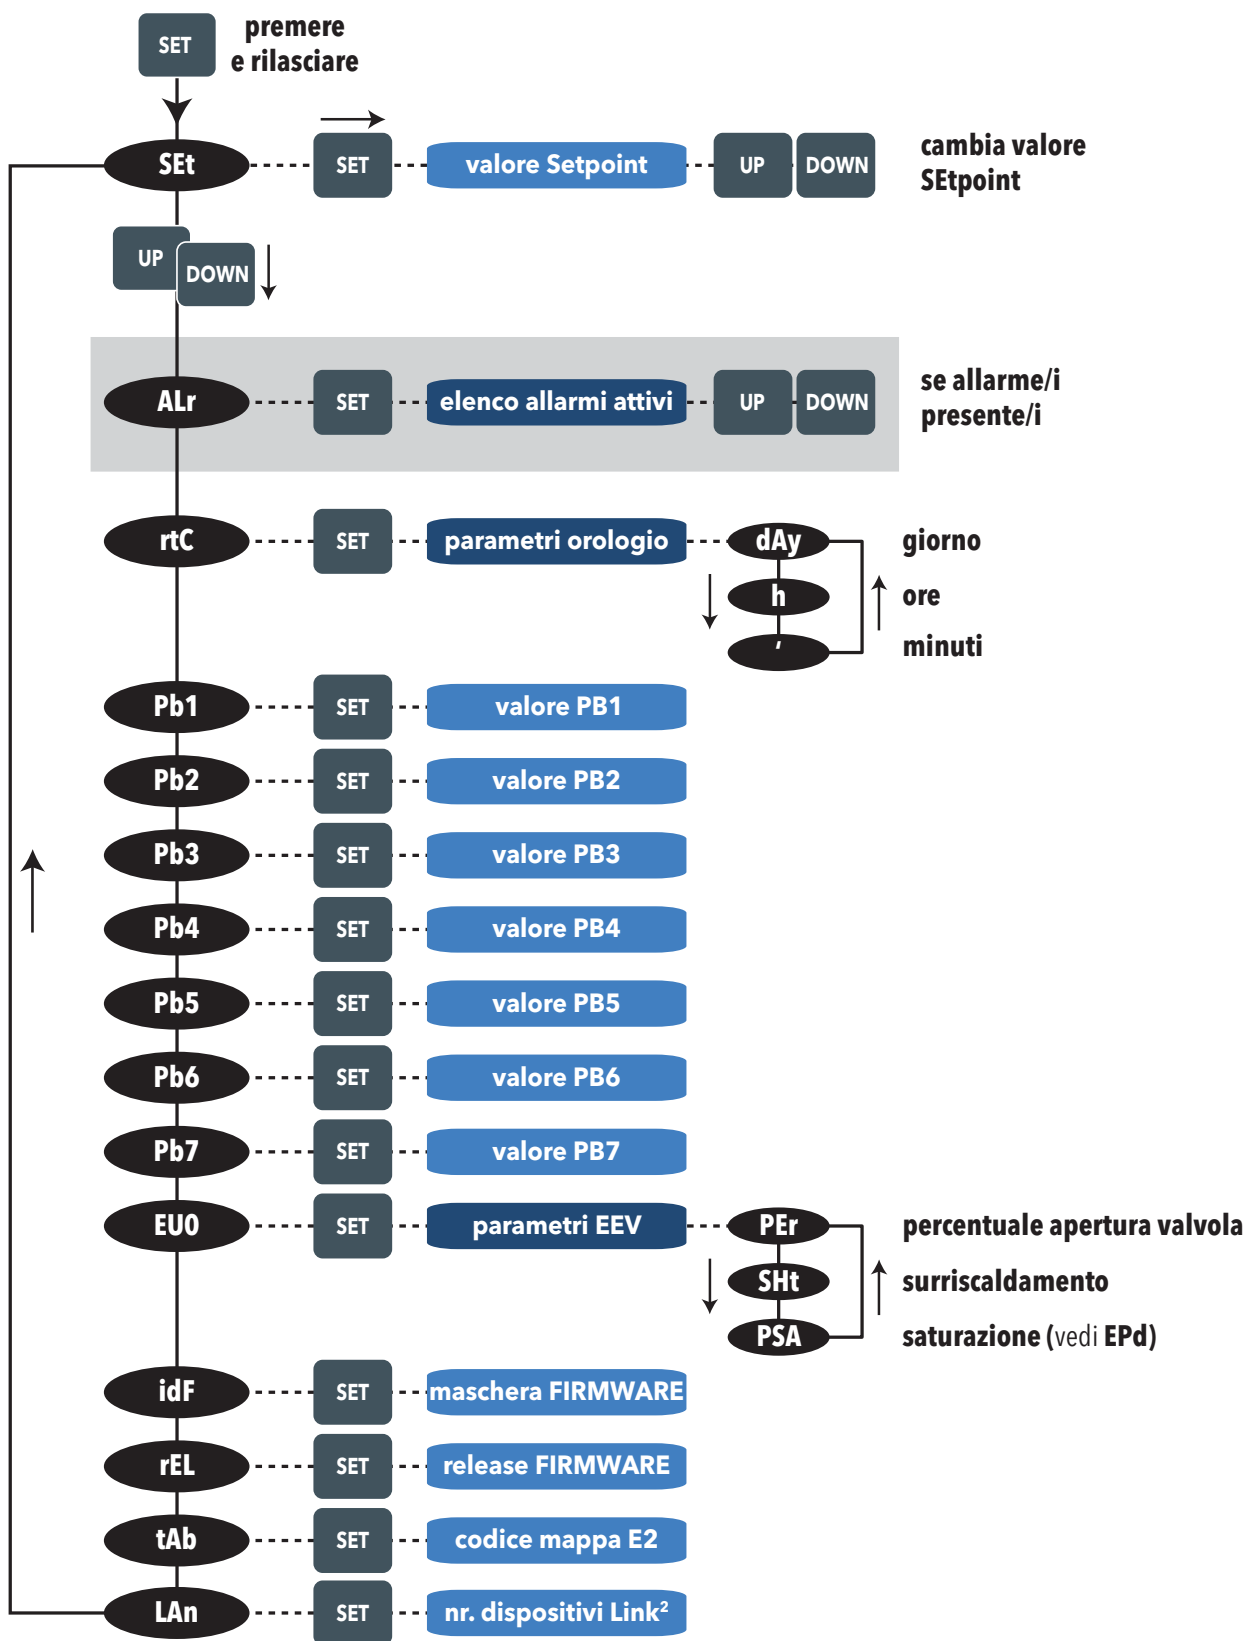 SET
premere
e rilasciare
SEt
SET
valore Setpoint
UP
DOWN
cambia valore
SEtpoint
UP
DOWN
ALr
SET
elenco allarmi attivi
UP
DOWN
se allarme/i
presente/i
rtC
SET
parametri orologio
dAy
giorno
h
ore
'
minuti
Pb1
SET
valore PB1
Pb2
SET
valore PB2
Pb3
SET
valore PB3
Pb4
SET
valore PB4
Pb5
SET
valore PB5
Pb6
SET
valore PB6
Pb7
SET
valore PB7
EU0
SET
parametri EEV
PEr
percentuale apertura valvola
SHt
surriscaldamento
PSA
saturazione (vedi EPd)
idF
SET
maschera FIRMWARE
rEL
SET
release FIRMWARE
tAb
SET
codice mappa E2
LAn
SET
nr. dispositivi Link²